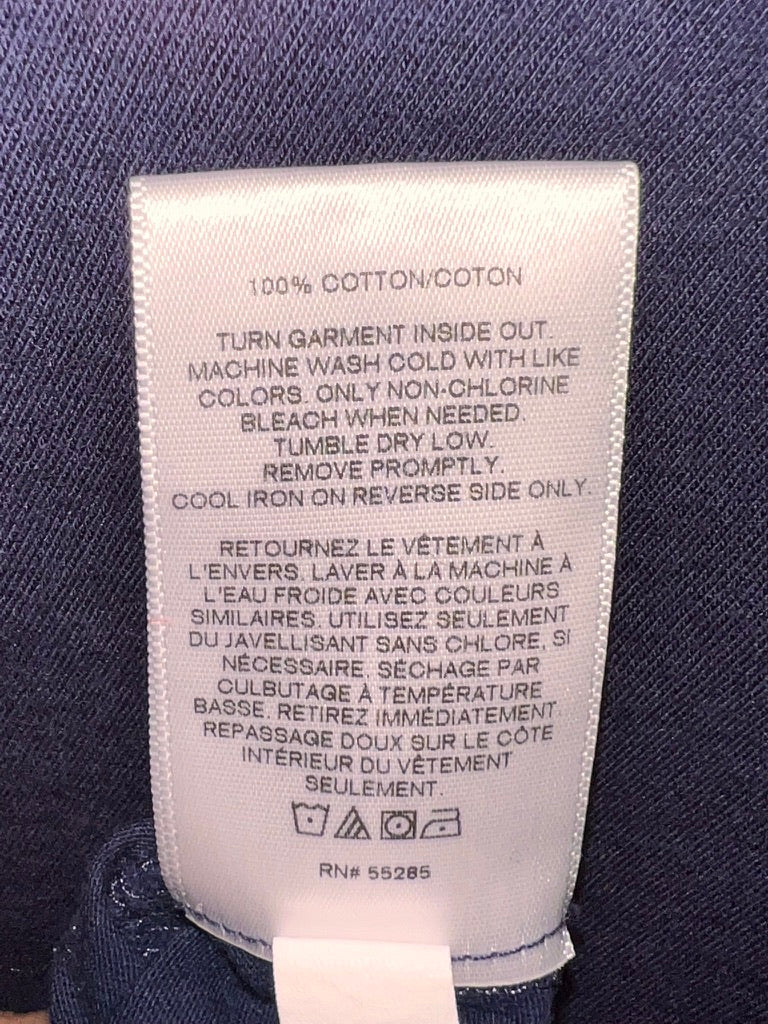 100% COTTON/COTON
TURN GARMENT INSIDE OUT.
MACHINE WASH COLD WITH LIKE
COLORS. ONLY NON-CHLORINE
BLEACH WHEN NEEDED.
TUMBLE DRY LOW.
REMOVE PROMPTLY.
COOL IRON ON REVERSE SIDE ONLY.
RETOURNEZ LE VÊTEMENT À
L'ENVERS. LAVER À LA MACHINE À
L'EAU FROIDE AVEC COULEURS
SIMILAIRES. UTILISEZ SEULEMENT
DU JAVELLISANT SANS CHLORE, SI
NÉCESSAIRE. SÉCHAGE PAR
CULBUTAGE À TEMPÉRATURE
BASSE. RETIREZ IMMÉDIATEMENT.
REPASSAGE DOUX SUR LE CÔTE
INTÉRIEUR DU VÊTEMENT
SEULEMENT.
RN# 55285